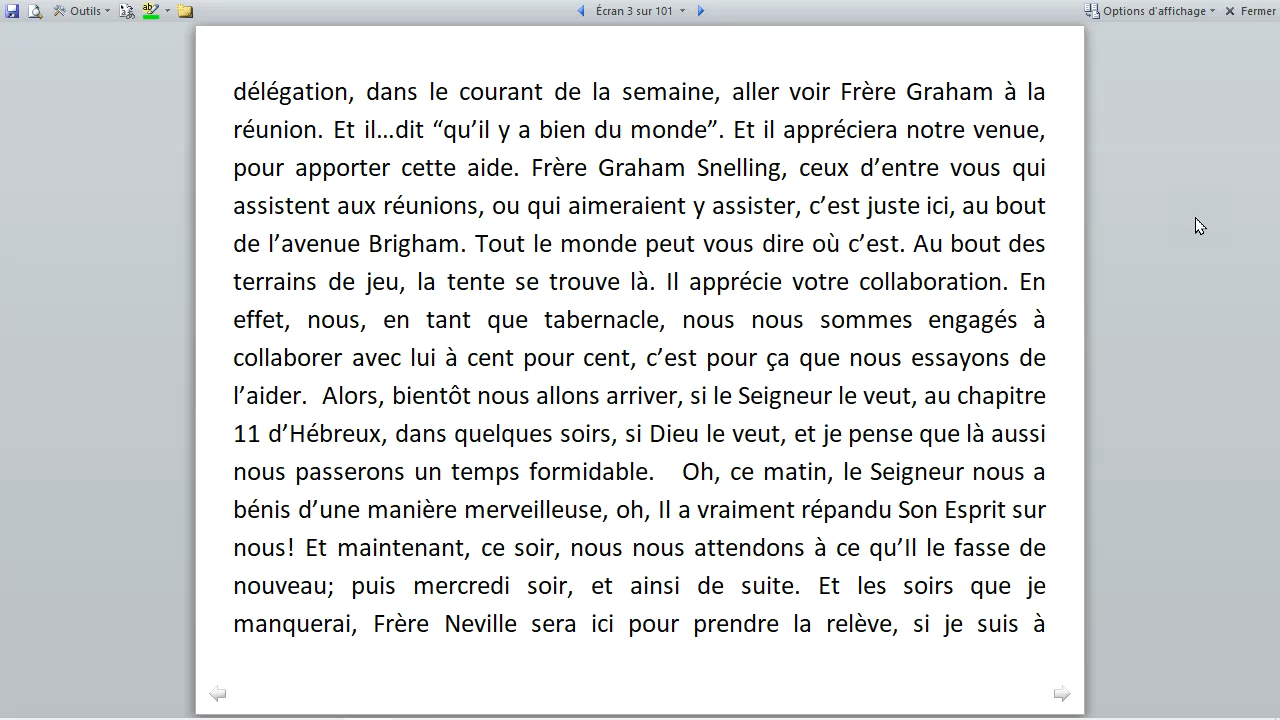 Outils
Écran 3 sur 101
Options d'affichage
Fermer
délégation, dans le courant de la semaine, aller voir Frère Graham à la
réunion. Et il…dit “qu’il y a bien du monde”. Et il appréciera notre venue,
pour apporter cette aide. Frère Graham Snelling, ceux d’entre vous qui
assistent aux réunions, ou qui aimeraient y assister, c’est juste ici, au bout
de l’avenue Brigham. Tout le monde peut vous dire où c’est. Au bout des
terrains de jeu, la tente se trouve là. Il apprécie votre collaboration. En
effet, nous, en tant que tabernacle, nous nous sommes engagés à
collaborer avec lui à cent pour cent, c’est pour ça que nous essayons de
l’aider.  Alors, bientôt nous allons arriver, si le Seigneur le veut, au chapitre
11 d’Hébreux, dans quelques soirs, si Dieu le veut, et je pense que là aussi
nous passerons un temps formidable.   Oh, ce matin, le Seigneur nous a
bénis d’une manière merveilleuse, oh, Il a vraiment répandu Son Esprit sur
nous! Et maintenant, ce soir, nous nous attendons à ce qu’Il le fasse de
nouveau; puis mercredi soir, et ainsi de suite. Et les soirs que je
manquerai, Frère Neville sera ici pour prendre la relève, si je suis à